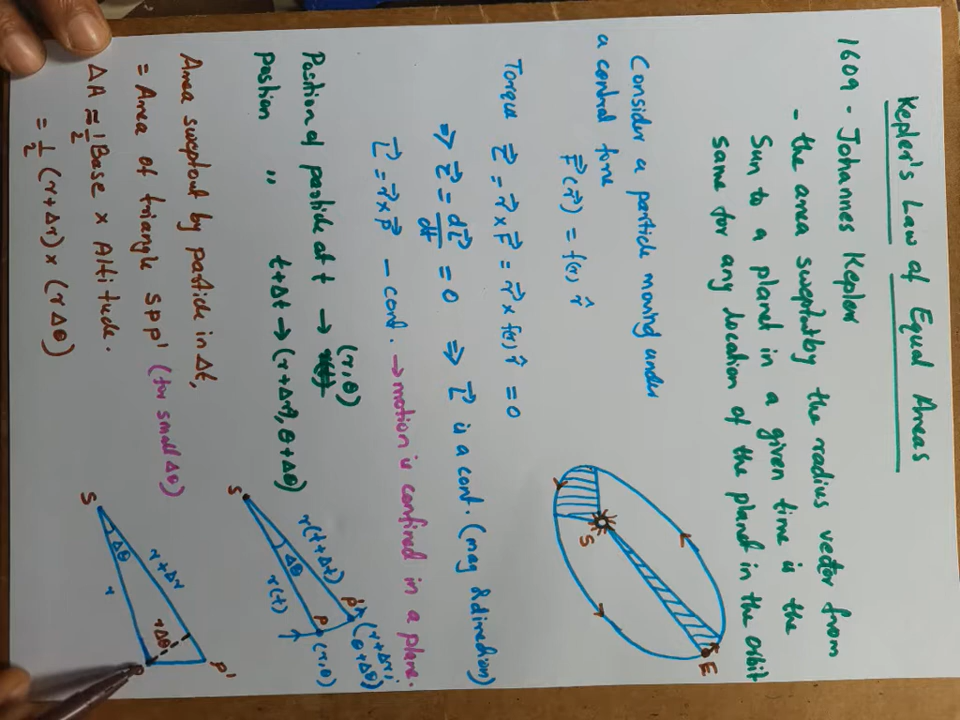 Kepler's Law of Equal Areas
1609 - Johannes Kepler
- the area swept by the radius vector from
Sun to a planet in a given time is the
same for any location of the planet in the orbit
Consider a particle moving under
a central force
F⃗(r⃗) = f(r) r̂
S
E
Torque τ⃗ = r⃗ × F⃗ = r⃗ × f(r) r̂ = 0
⇒ τ⃗ = dL⃗/dt = 0 ⇒ L⃗ is a cont. (mag & direction)
L⃗ = r⃗ × p⃗ - cont. → motion is confined in a plane.
Position of particle at t → (r, θ)
position " t+Δt → (r+Δr, θ+Δθ)
S
r(t+Δt)
Δθ
r(t)
P'
(r+Δr, θ+Δθ)
P
(r, θ)
Area swept out by particle in Δt,
= Area of triangle SPP' (for small Δθ)
ΔA ≈ 1/2 Base × Altitude.
= 1/2 (r+Δr) × (rΔθ)
S
r+Δr
Δθ
r
rΔθ
P'